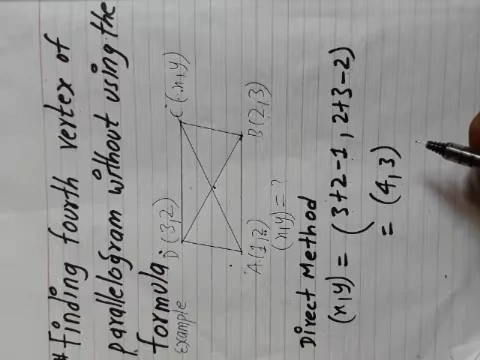 * Finding fourth vertex of
parallelogram without using the
formula.
example
D(3,2)
C(x,y)
A(1,2)
B(2,3)
(x,y)=?
Direct Method
(x,y) = (3+2-1, 2+3-2)
= (4,3)